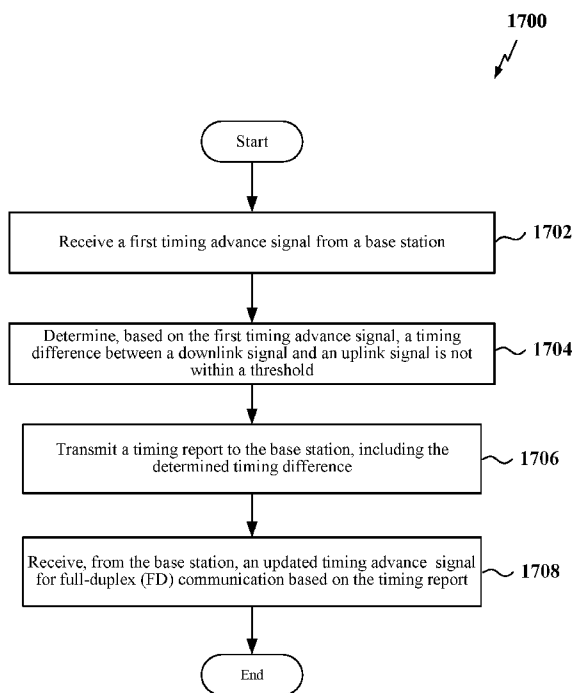 1700
Start
Receive a first timing advance signal from a base station
1702
Determine, based on the first timing advance signal, a timing
difference between a downlink signal and an uplink signal is not
within a threshold
1704
Transmit a timing report to the base station, including the
determined timing difference
1706
Receive, from the base station, an updated timing advance signal
for full-duplex (FD) communication based on the timing report
1708
End